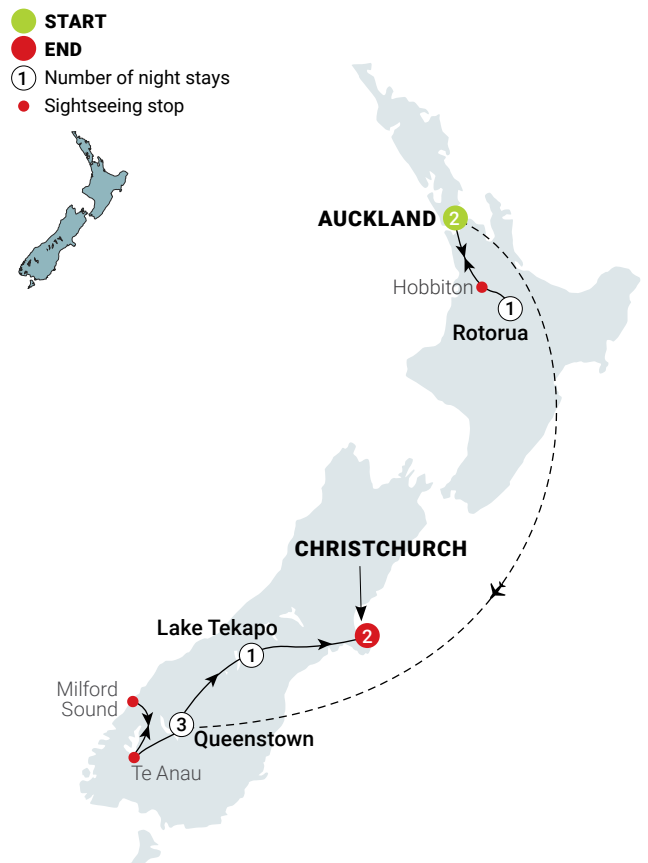 START
END
1 Number of night stays
Sightseeing stop
AUCKLAND 2
Hobbiton
1
Rotorua
CHRISTCHURCH
2
Lake Tekapo
1
Milford
Sound
3
Queenstown
Te Anau